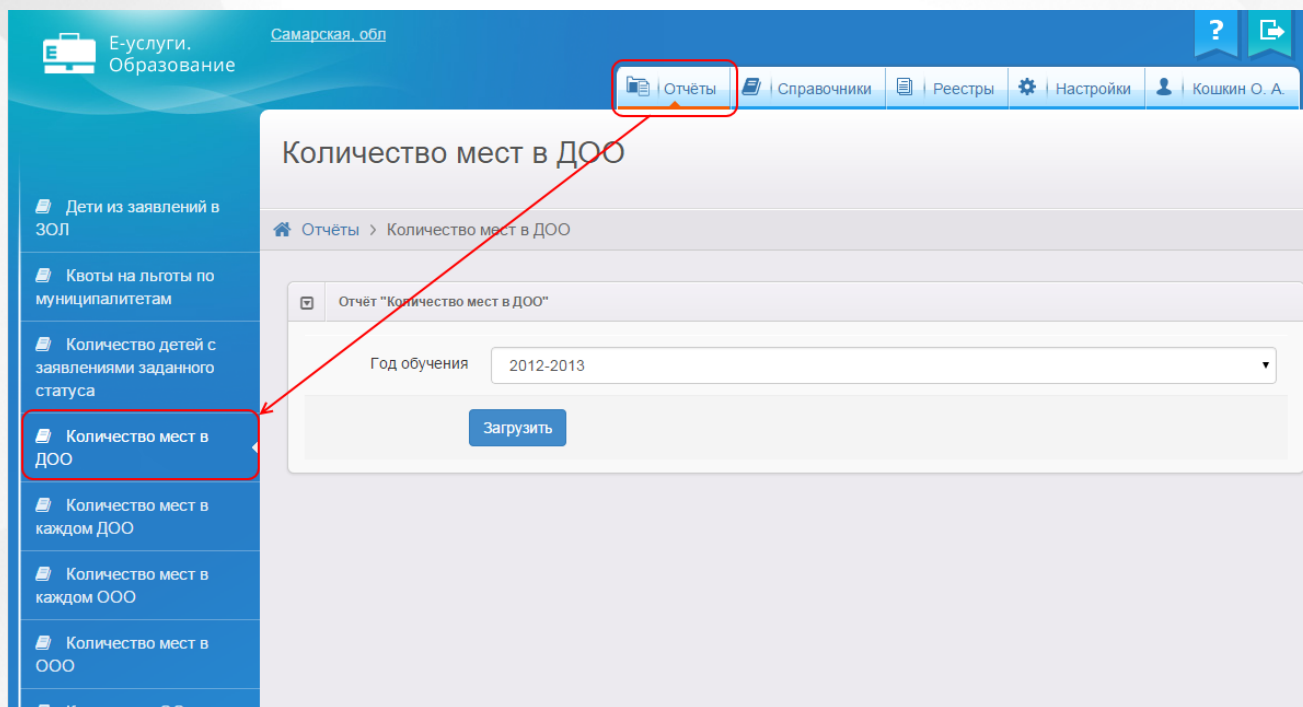 E
Е-услуги.
Образование
Самарская, обл
?
Отчёты
Справочники
Реестры
Настройки
Кошкин О. А.
Количество мест в ДОО
Отчёты > Количество мест в ДОО
Дети из заявлений в
ЗОЛ
Квоты на льготы по
муниципалитетам
Количество детей с
заявлениями заданного
статуса
Количество мест в
ДОО
Количество мест в
каждом ДОО
Количество мест в
каждом ООО
Количество мест в
ООО
Отчёт "Количество мест в ДОО"
Год обучения
2012-2013
Загрузить